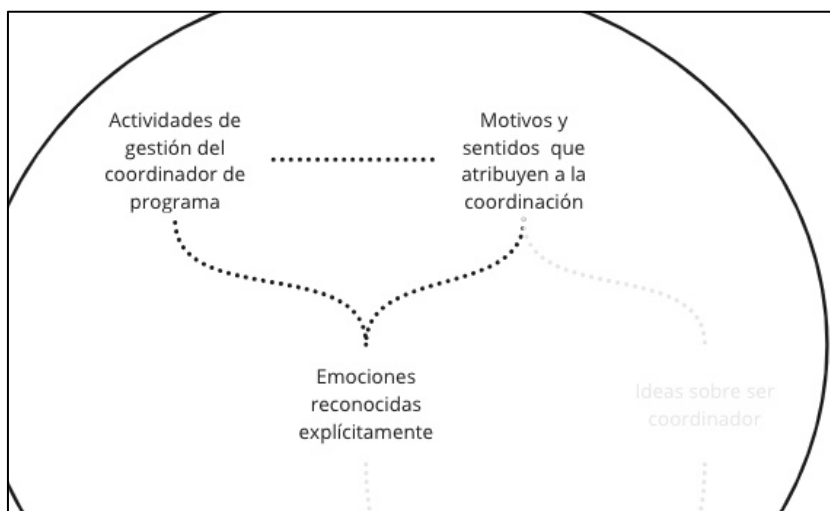 Actividades de
gestión del
coordinador de
programa
Motivos y
sentidos que
atribuyen a la
coordinación
Emociones
reconocidas
explícitamente
Ideas sobre ser
coordinador